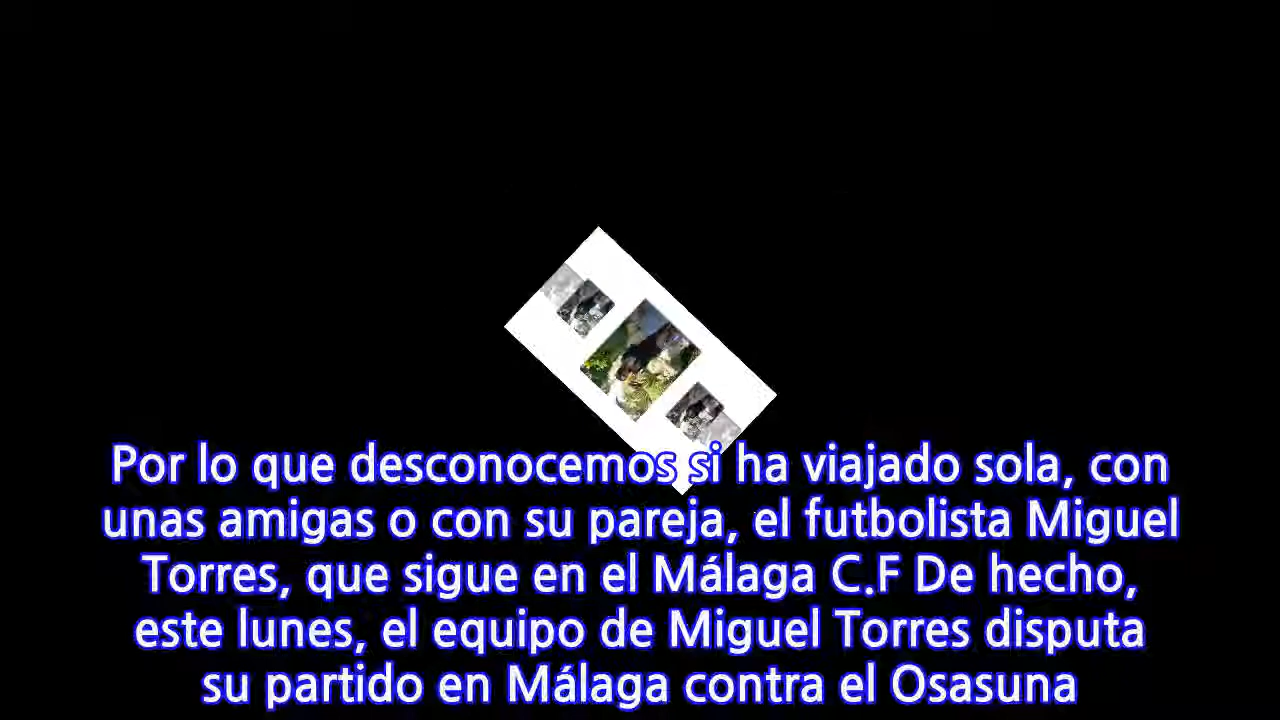 Por lo que desconocemos si ha viajado sola, con
unas amigas o con su pareja, el futbolista Miguel
Torres, que sigue en el Málaga C.F De hecho,
este lunes, el equipo de Miguel Torres disputa
su partido en Málaga contra el Osasuna